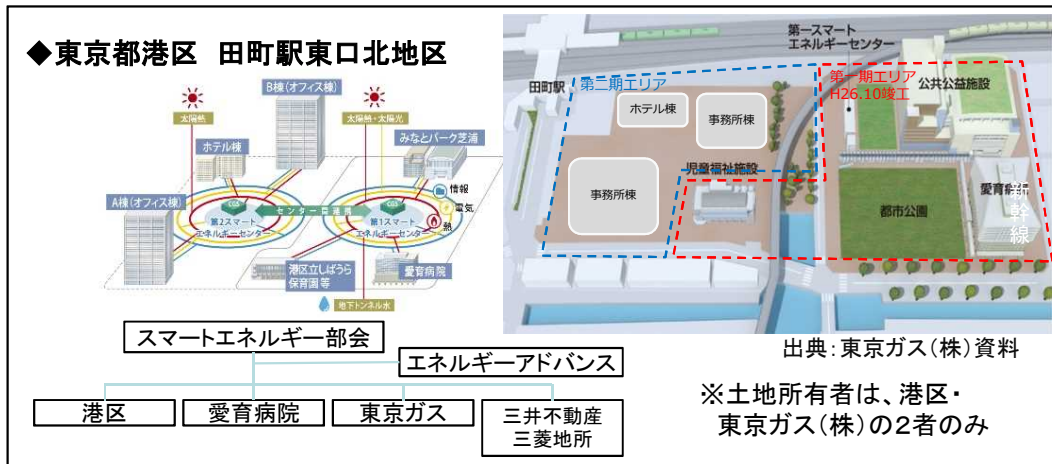 ◆東京都港区 田町駅東口北地区
B棟(オフィス棟)
太陽熱
太陽熱・太陽光
ホテル棟
みなとパーク芝浦
A棟(オフィス棟)
情報
電気
熱
CGS
CGS
センター間連携
第2スマート
エネルギーセンター
第1スマート
エネルギーセンター
港区立しばうら
保育園等
愛育病院
地下トンネル水
第一スマート
エネルギーセンター
田町駅
第二期エリア
第一期エリア
H26.10竣工
公共公益施設
ホテル棟
事務所棟
児童福祉施設
事務所棟
都市公園
愛育病院
新幹線
出典:東京ガス(株)資料
スマートエネルギー部会
エネルギーアドバンス
港区
愛育病院
東京ガス
三井不動産
三菱地所
※土地所有者は、港区・
東京ガス(株)の2者のみ